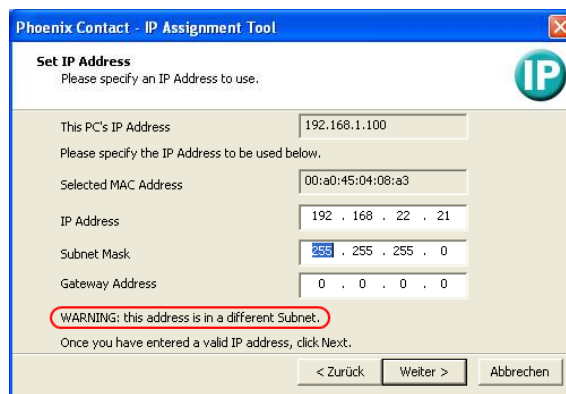 Phoenix Contact - IP Assignment Tool
Set IP Address
Please specify an IP Address to use.
IP
This PC's IP Address 192.168.1.100
Please specify the IP Address to be used below.
Selected MAC Address 00:a0:45:04:08:a3
IP Address 192 . 168 . 22 . 21
Subnet Mask 255 . 255 . 255 . 0
Gateway Address 0 . 0 . 0 . 0
WARNING: this address is in a different Subnet.
Once you have entered a valid IP address, click Next.
< Zurück Weiter > Abbrechen